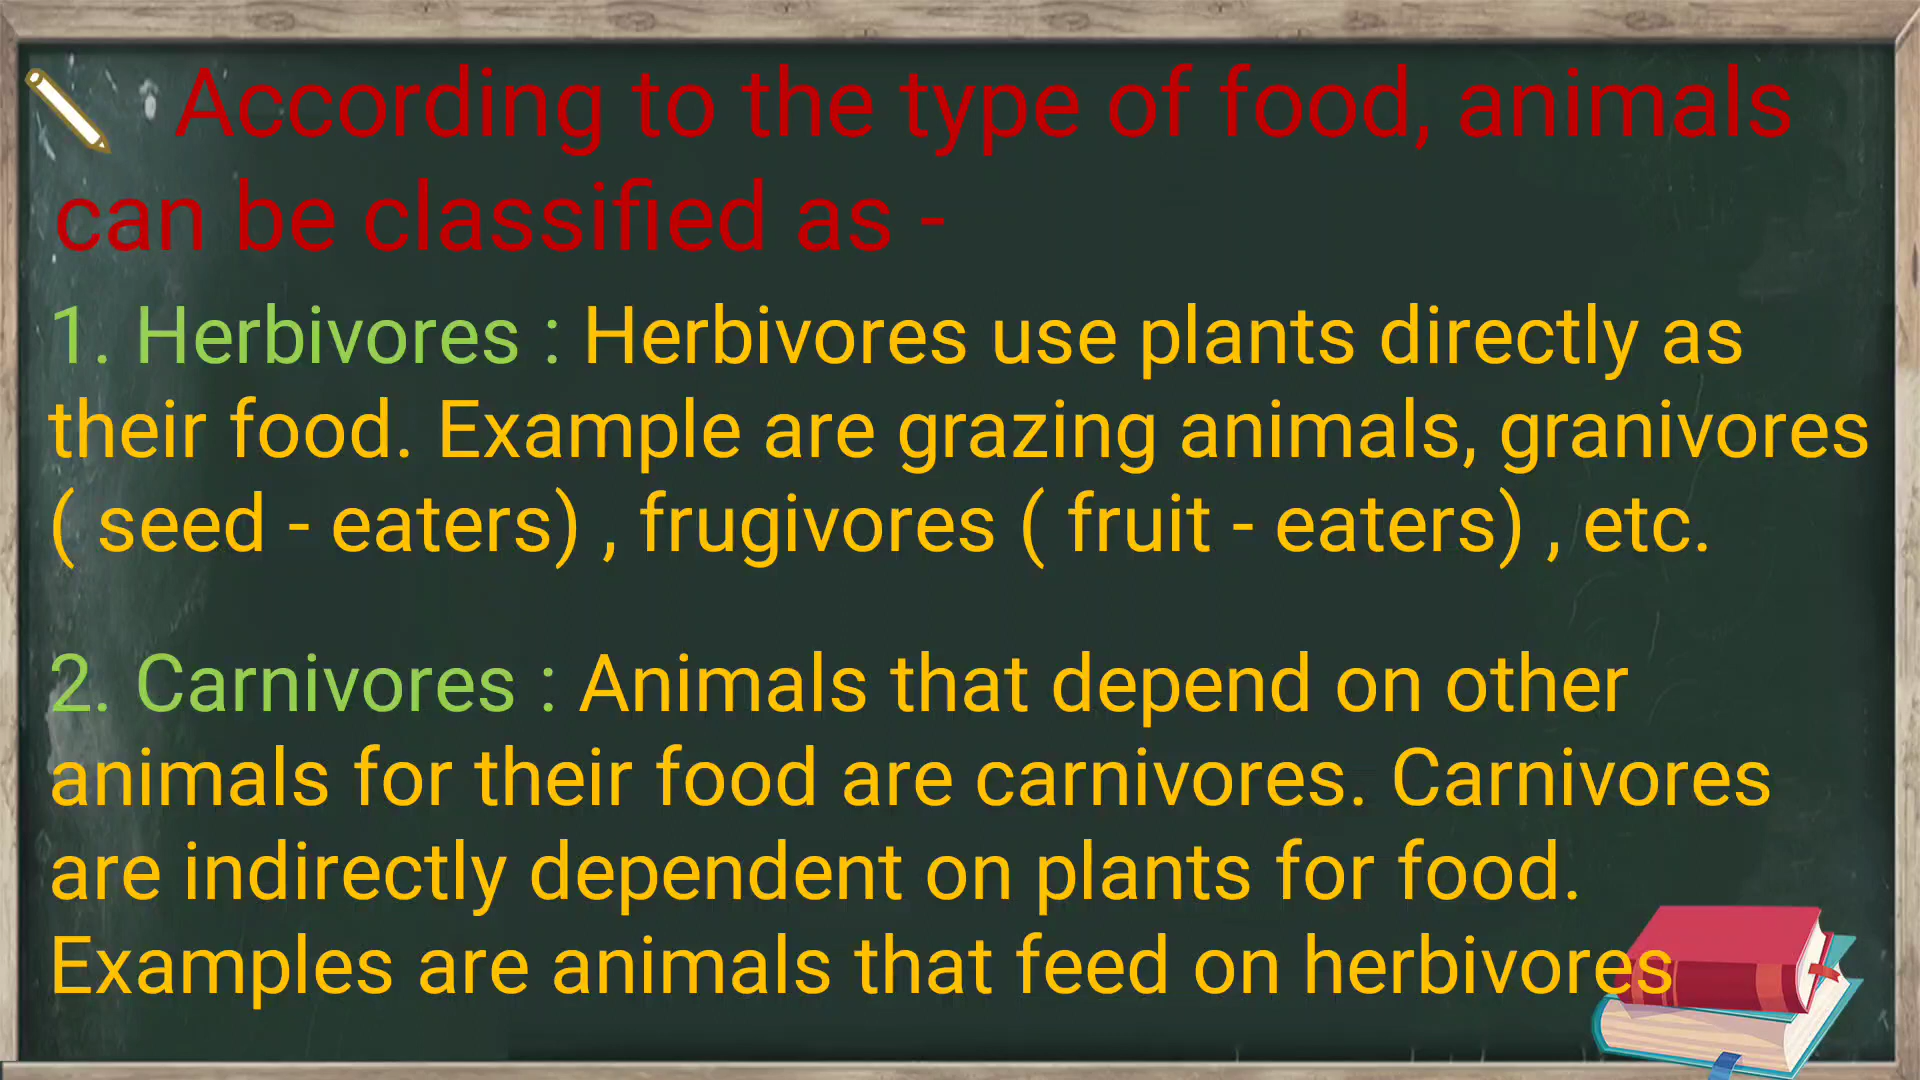 According to the type of food, animals
can be classified as -
1. Herbivores : Herbivores use plants directly as
their food. Example are grazing animals, granivores
( seed - eaters) , frugivores ( fruit - eaters) , etc.
2. Carnivores : Animals that depend on other
animals for their food are carnivores. Carnivores
are indirectly dependent on plants for food.
Examples are animals that feed on herbivores